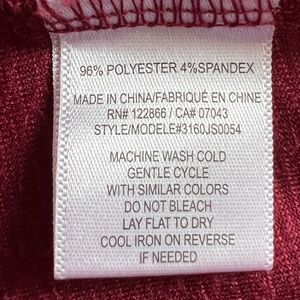 96% POLYESTER 4%SPANDEX
MADE IN CHINA/FABRIQUÉ EN CHINE
RN# 122866 / CA# 07043
STYLE/MODELE#3160JS0054
MACHINE WASH COLD
GENTLE CYCLE
WITH SIMILAR COLORS
DO NOT BLEACH
LAY FLAT TO DRY
COOL IRON ON REVERSE
IF NEEDED